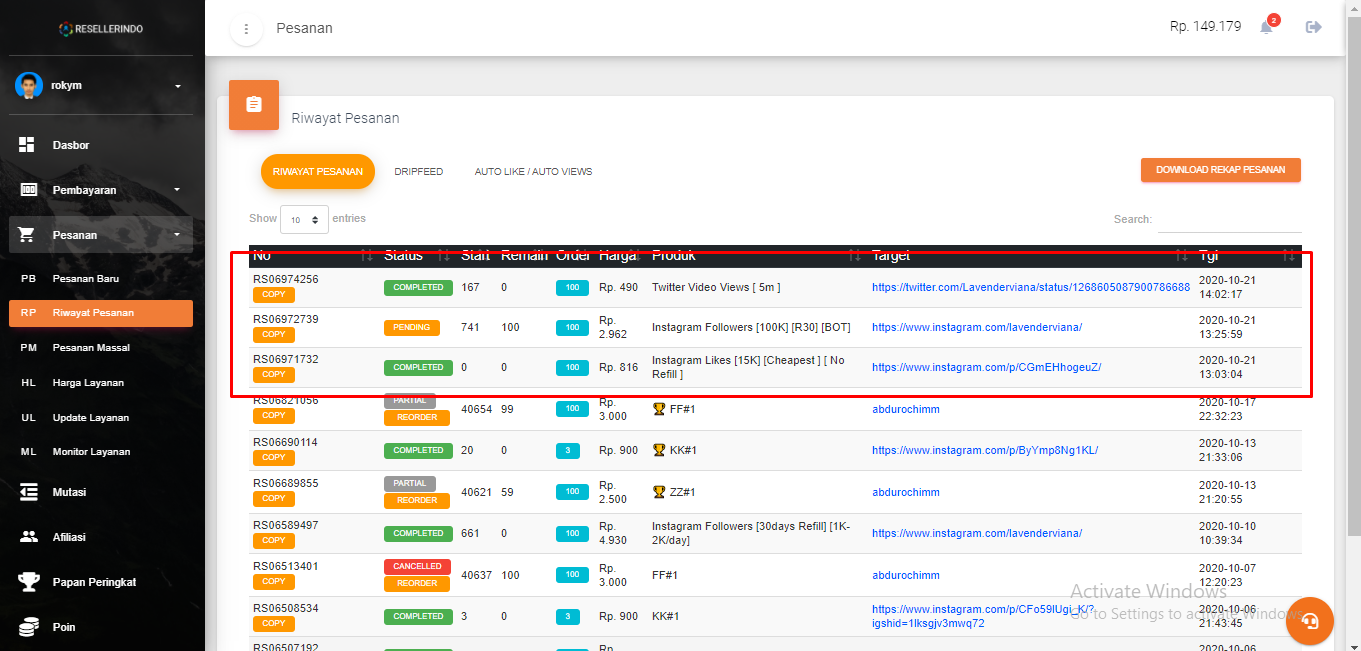 RESELLERINDO
Pesanan
Rp. 149.179
2
rokym
Dasbor
Pembayaran
Pesanan
PB Pesanan Baru
RP Riwayat Pesanan
PM Pesanan Massal
HL Harga Layanan
UL Update Layanan
ML Monitor Layanan
Mutasi
Afiliasi
Papan Peringkat
Poin
Riwayat Pesanan
RIWAYAT PESANAN DRIPFEED AUTO LIKE / AUTO VIEWS
DOWNLOAD REKAP PESANAN
Show 10 entries
Search:
No Status Start Remain Order Harga Produk Target Tgl
RS06974256 COPY COMPLETED 167 0 100 Rp. 490 Twitter Video Views [ 5m ] https://twitter.com/Lavenderviana/status/1268605087900786688 2020-10-21 14:02:17
RS06972739 COPY PENDING 741 100 100 Rp. 2.962 Instagram Followers [100K] [R30] [BOT] https://www.instagram.com/lavenderviana/ 2020-10-21 13:25:59
RS06971732 COPY COMPLETED 0 0 100 Rp. 816 Instagram Likes [15K] [Cheapest ] [ No Refill ] https://www.instagram.com/p/CGmEHhogeuZ/ 2020-10-21 13:03:04
RS06821056 COPY PARTIAL REORDER 40654 99 100 Rp. 3.000 🏆 FF#1 abdurochimm 2020-10-17 22:32:23
RS06690114 COPY COMPLETED 20 0 3 Rp. 900 🏆 KK#1 https://www.instagram.com/p/ByYmp8Ng1KL/ 2020-10-13 21:33:06
RS06689855 COPY PARTIAL REORDER 40621 59 100 Rp. 2.500 🏆 ZZ#1 abdurochimm 2020-10-13 21:20:55
RS06589497 COPY COMPLETED 661 0 100 Rp. 4.930 Instagram Followers [30days Refill] [1K-2K/day] https://www.instagram.com/lavenderviana/ 2020-10-10 10:39:34
RS06513401 COPY CANCELLED REORDER 40637 100 100 Rp. 3.000 FF#1 abdurochimm 2020-10-07 12:20:23
RS06508534 COPY COMPLETED 3 0 3 Rp. 900 KK#1 https://www.instagram.com/p/CFo59lUgi_K/?igshid=1lksgjv3mwq72 2020-10-06 21:43:45
RS06507192 Rp. 2020-10-06
Activate Windows
Go to Settings to activate Windows.